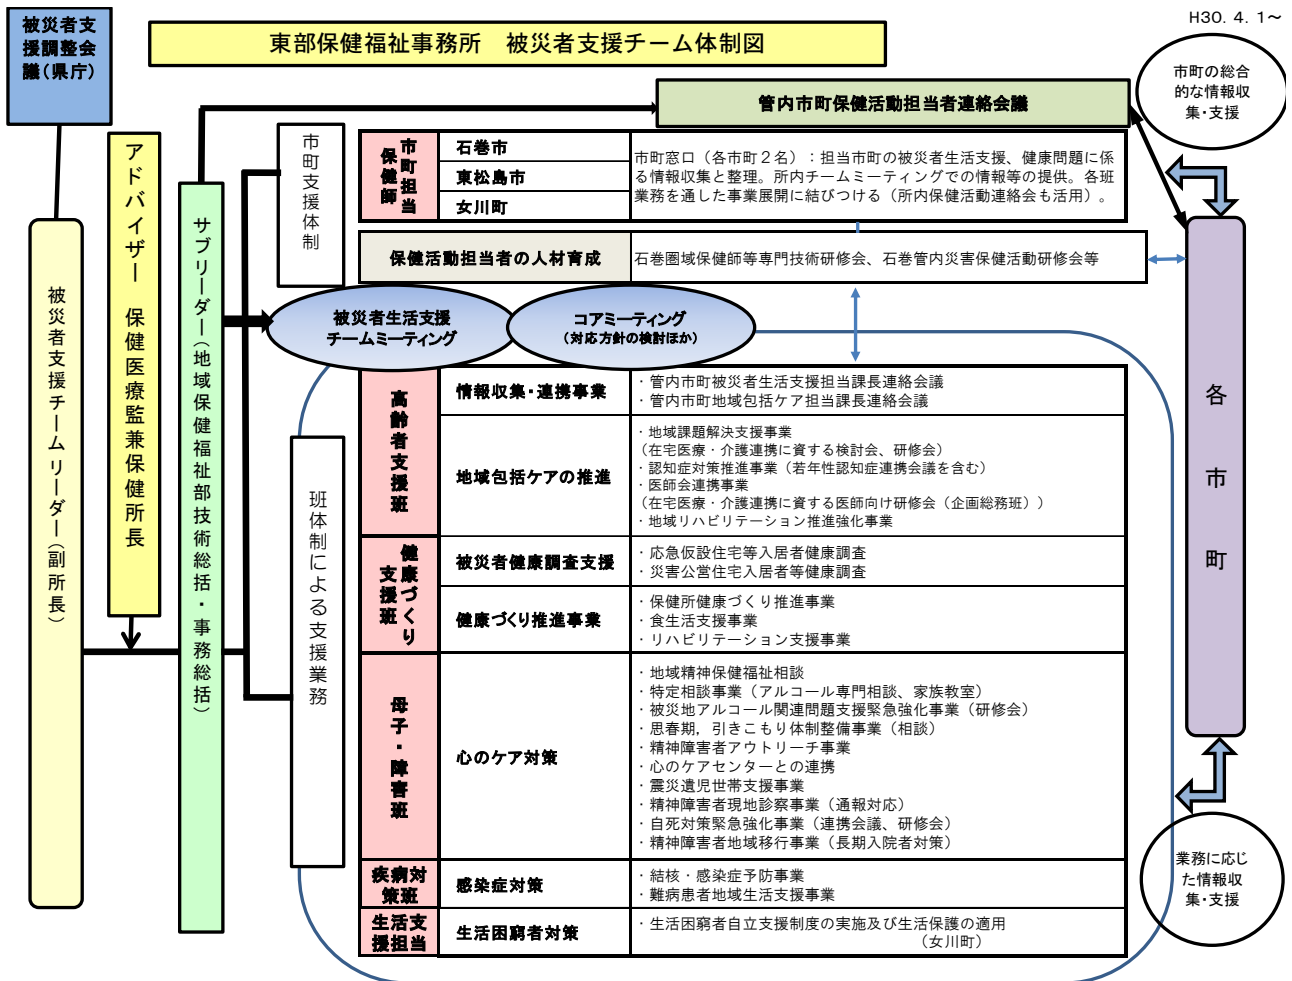 H30.4.1～
被災者支
援調整会
議（県庁）
東部保健福祉事務所　被災者支援チーム体制図
市町の総合
的な情報収
集・支援
管内市町保健活動担当者連絡会議
アドバイザー　保健医療監兼保健所長
被災者支援チームリーダー（副所長）
サブリーダー（地域保健福祉部技術総括・事務総括）
市町支援体制
市町担当
保健師
石巻市
東松島市
女川町
市町窓口（各市町２名）：担当市町の被災者生活支援、健康問題に係
る情報収集と整理。所内チームミーティングでの情報等の提供。各班
業務を通した事業展開に結びつける（所内保健活動連絡会も活用）。
保健活動担当者の人材育成
石巻圏域保健師等専門技術研修会、石巻管内災害保健活動研修会等
被災者生活支援
チームミーティング
コアミーティング
（対応方針の検討ほか）
各市町
班体制による支援業務
高齢者支援班
情報収集・連携事業
・管内市町被災者生活支援担当課長連絡会議
・管内市町地域包括ケア担当課長連絡会議
地域包括ケアの推進
・地域課題解決支援事業
（在宅医療・介護連携に資する検討会、研修会）
・認知症対策推進事業（若年性認知症連携会議を含む）
・医師会連携事業
（在宅医療・介護連携に資する医師向け研修会（企画総務班））
・地域リハビリテーション推進強化事業
健康づくり
支援班
被災者健康調査支援
・応急仮設住宅等入居者健康調査
・災害公営住宅入居者等健康調査
健康づくり推進事業
・保健所健康づくり推進事業
・食生活支援事業
・リハビリテーション支援事業
母子・障害班
心のケア対策
・地域精神保健福祉相談
・特定相談事業（アルコール専門相談、家族教室）
・被災地アルコール関連問題支援緊急強化事業（研修会）
・思春期，引きこもり体制整備事業（相談）
・精神障害者アウトリーチ事業
・心のケアセンターとの連携
・震災遺児世帯支援事業
・精神障害者現地診察事業（通報対応）
・自死対策緊急強化事業（連携会議、研修会）
・精神障害者地域移行事業（長期入院者対策）
疾病対
策班
感染症対策
・結核・感染症予防事業
・難病患者地域生活支援事業
生活支
援担当
生活困窮者対策
・生活困窮者自立支援制度の実施及び生活保護の適用
（女川町）
業務に応じ
た情報収
集・支援